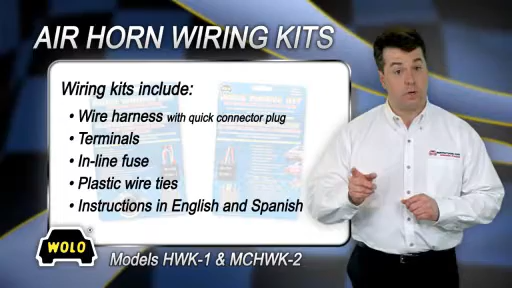 AIR HORN WIRING KITS
Wiring kits include:
• Wire harness with quick connector plug
• Terminals
• In-line fuse
• Plastic wire ties
• Instructions in English and Spanish
WOLO®
Models HWK-1 & MCHWK-2